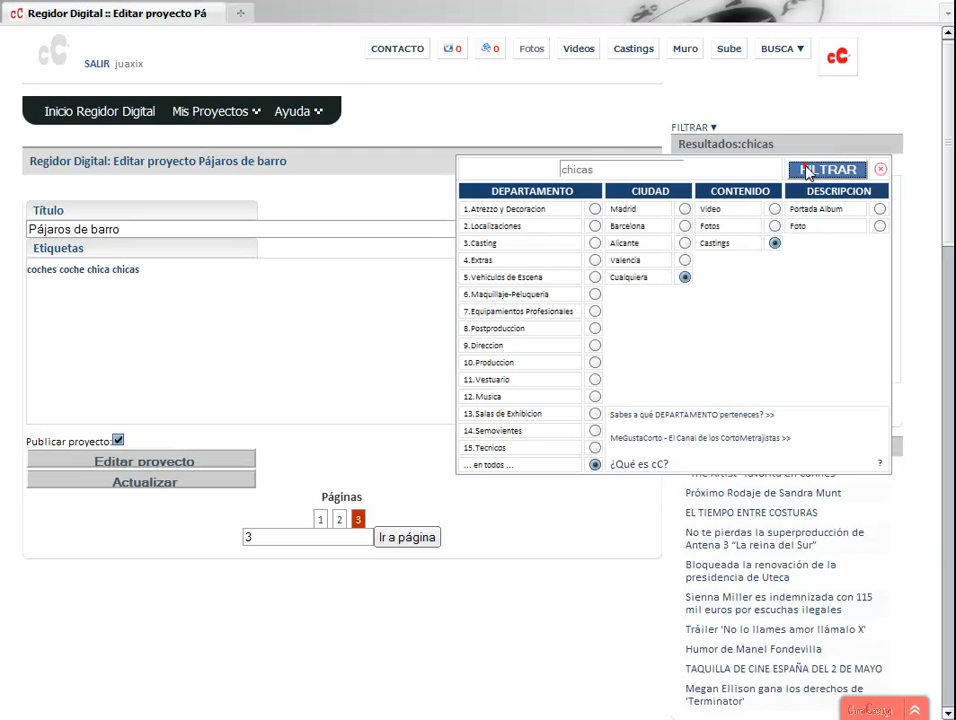 Regidor Digital :: Editar proyecto Pá
SALIR juaxix
CONTACTO 0 0 Fotos Videos Castings Muro Sube BUSCA ▼ cC
Inicio Regidor Digital Mis Proyectos Ayuda
FILTRAR ▼
Resultados:chicas
Regidor Digital: Editar proyecto Pájaros de barro
Título
Pájaros de barro
Etiquetas
coches coche chica chicas
Publicar proyecto:
Editar proyecto
Actualizar
Páginas
1 2 3
3 Ir a página
chicas FILTRAR
DEPARTAMENTO CIUDAD CONTENIDO DESCRIPCION
1.Atrezzo y Decoracion Madrid Video Portada Album
2.Localizaciones Barcelona Fotos Foto
3.Casting Alicante Castings
4.Extras Valencia
5.Vehiculos de Escena Cualquiera
6.Maquillaje-Peluqueria
7.Equipamientos Profesionales
8.Postproduccion
9.Direccion
10.Produccion
11.Vestuario
12.Musica
13.Salas de Exhibicion
14.Semovientes
15.Tecnicos
... en todos ...
Sabes a qué DEPARTAMENTO perteneces? >>
MeGustaCorto - El Canal de los CortoMetrajistas >>
¿Qué es cC? ?
Próximo Rodaje de Sandra Munt
EL TIEMPO ENTRE COSTURAS
No te pierdas la superproducción de
Antena 3 “La reina del Sur”
Bloqueada la renovación de la
presidencia de Uteca
Sienna Miller es indemnizada con 115
mil euros por escuchas ilegales
Tráiler 'No lo llames amor llámalo X'
Humor de Manel Fondevilla
TAQUILLA DE CINE ESPAÑA DEL 2 DE MAYO
Megan Ellison gana los derechos de
'Terminator'